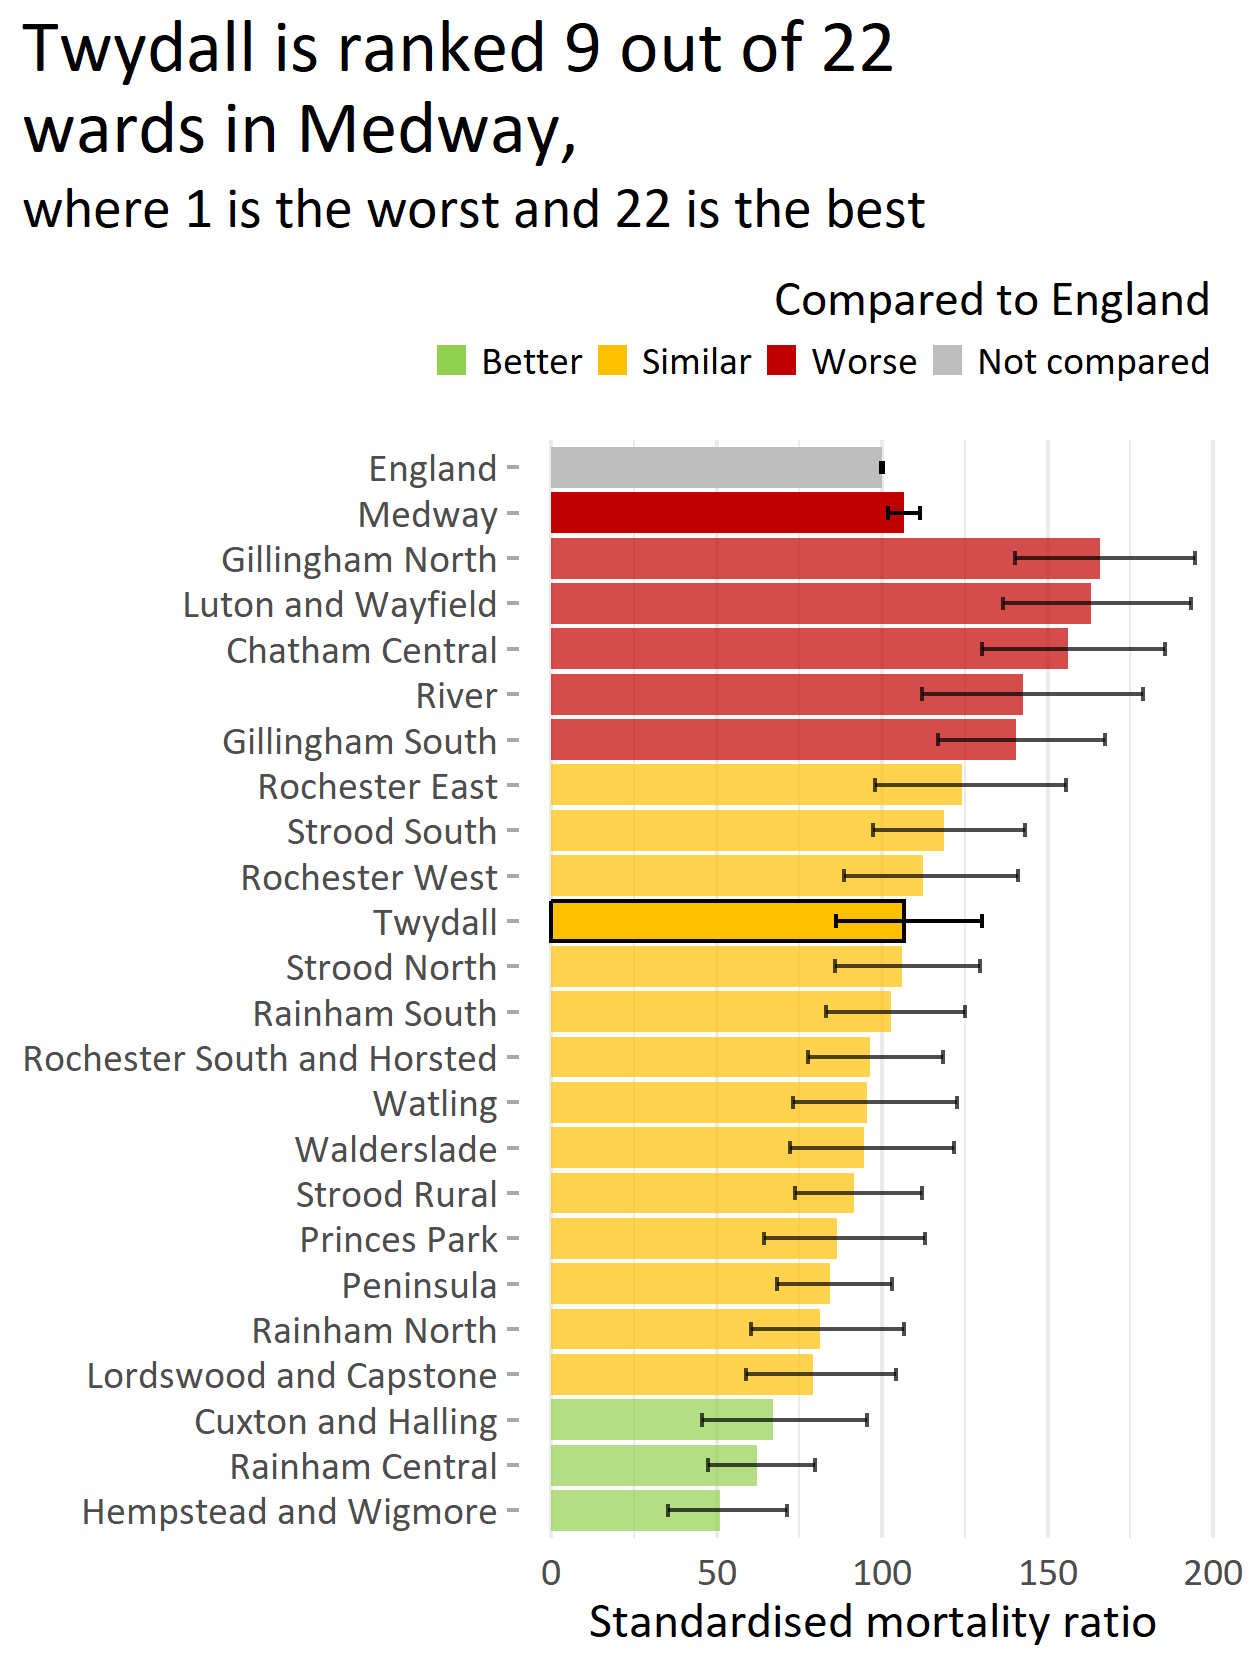 Twydall is ranked 9 out of 22
wards in Medway,
where 1 is the worst and 22 is the best
Compared to England
Better Similar Worse Not compared
England
Medway
Gillingham North
Luton and Wayfield
Chatham Central
River
Gillingham South
Rochester East
Strood South
Rochester West
Twydall
Strood North
Rainham South
Rochester South and Horsted
Watling
Walderslade
Strood Rural
Princes Park
Peninsula
Rainham North
Lordswood and Capstone
Cuxton and Halling
Rainham Central
Hempstead and Wigmore
0 50 100 150 200
Standardised mortality ratio